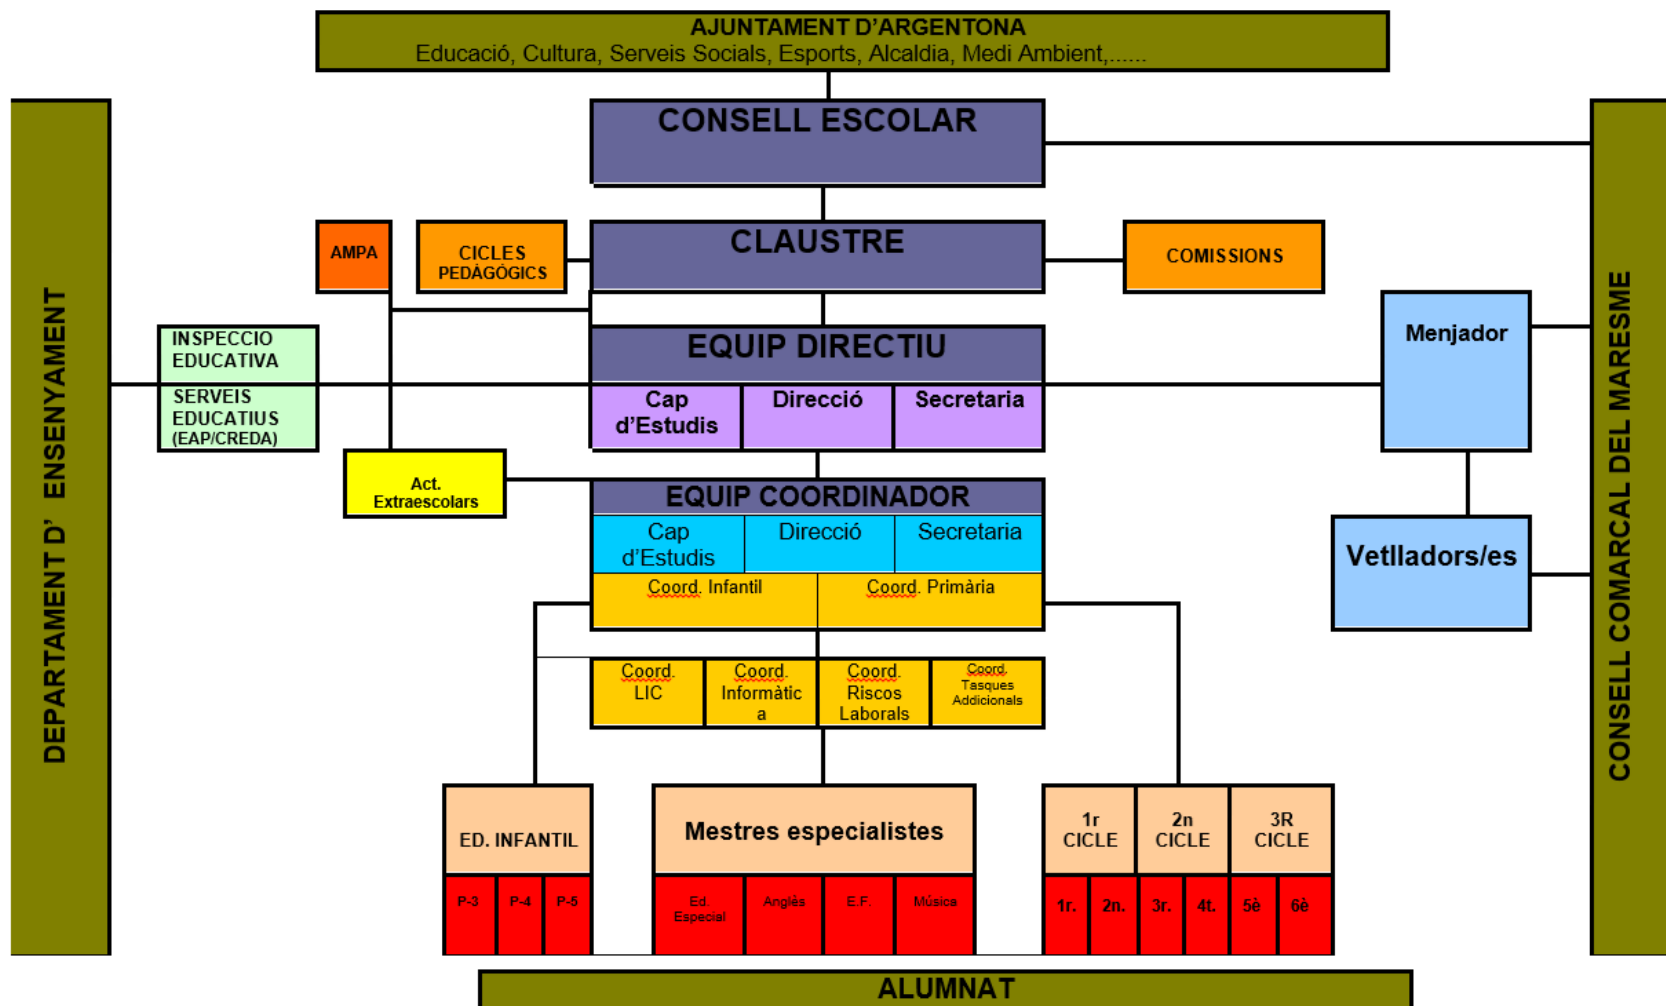 AJUNTAMENT D’ARGENTONA
Educació, Cultura, Serveis Socials, Esports, Alcaldia, Medi Ambient,......
DEPARTAMENT D’ ENSENYAMENT
CONSELL COMARCAL DEL MARESME
CONSELL ESCOLAR
AMPA
CICLES
PEDÀGÒGICS
CLAUSTRE
COMISSIONS
INSPECCIO
EDUCATIVA
SERVEIS
EDUCATIUS
(EAP/CREDA)
EQUIP DIRECTIU
Cap
d’Estudis
Direcció
Secretaria
Menjador
Act.
Extraescolars
EQUIP COORDINADOR
Cap
d’Estudis
Direcció
Secretaria
Coord. Infantil
Coord. Primària
Vetlladors/es
Coord.
LIC
Coord.
Informàtic
a
Coord.
Riscos
Laborals
Coord.
Tasques
Addicionals
ED. INFANTIL
P-3
P-4
P-5
Mestres especialistes
Ed.
Especial
Anglès
E.F.
Música
1r
CICLE
2n
CICLE
3R
CICLE
1r.
2n.
3r.
4t.
5è
6è
ALUMNAT